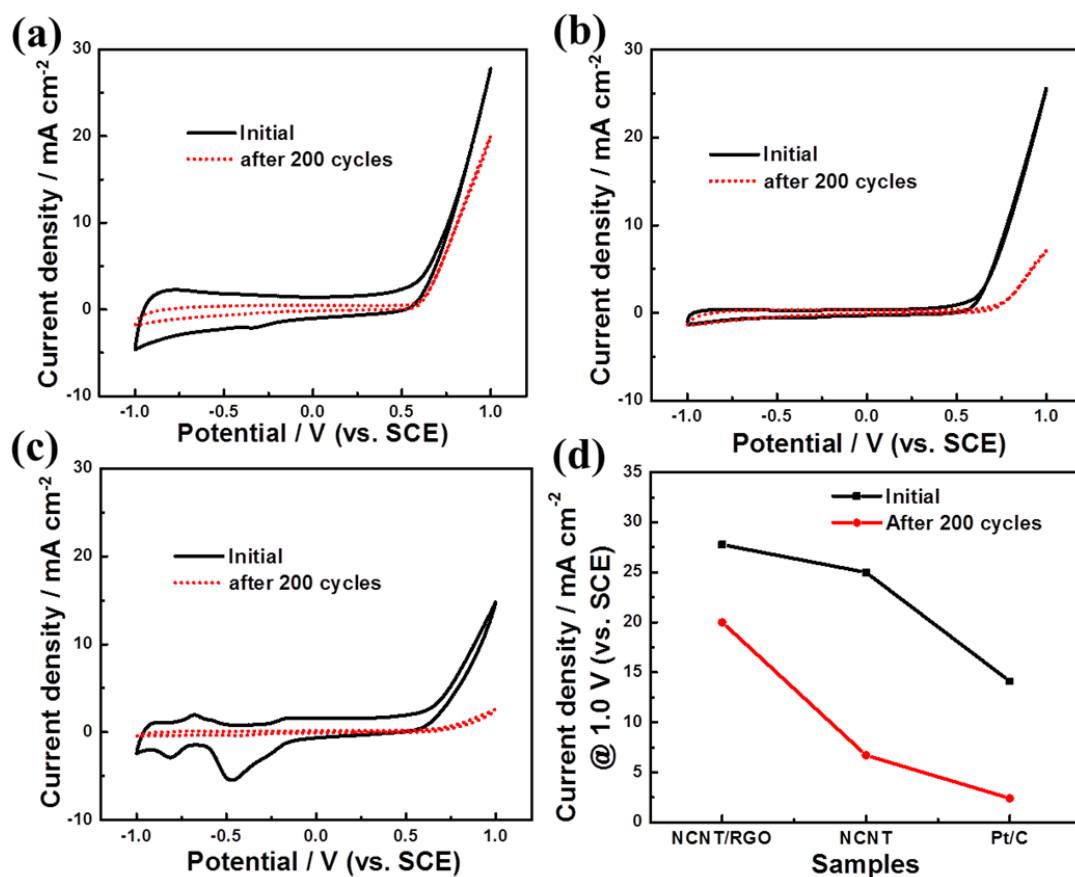 (a)
30
20
10
0
-10
Current density / mA cm-2
Initial
after 200 cycles
-1.0 -0.5 0.0 0.5 1.0
Potential / V (vs. SCE)
(b)
30
20
10
0
-10
Current density / mA cm-2
Initial
after 200 cycles
-1.0 -0.5 0.0 0.5 1.0
Potential / V (vs. SCE)
(c)
30
20
10
0
-10
Current density / mA cm-2
Initial
after 200 cycles
-1.0 -0.5 0.0 0.5 1.0
Potential / V (vs. SCE)
(d)
35
30
25
20
15
10
5
0
Current density / mA cm-2
@ 1.0 V (vs. SCE)
Initial
After 200 cycles
NCNT/RGO NCNT Pt/C
Samples